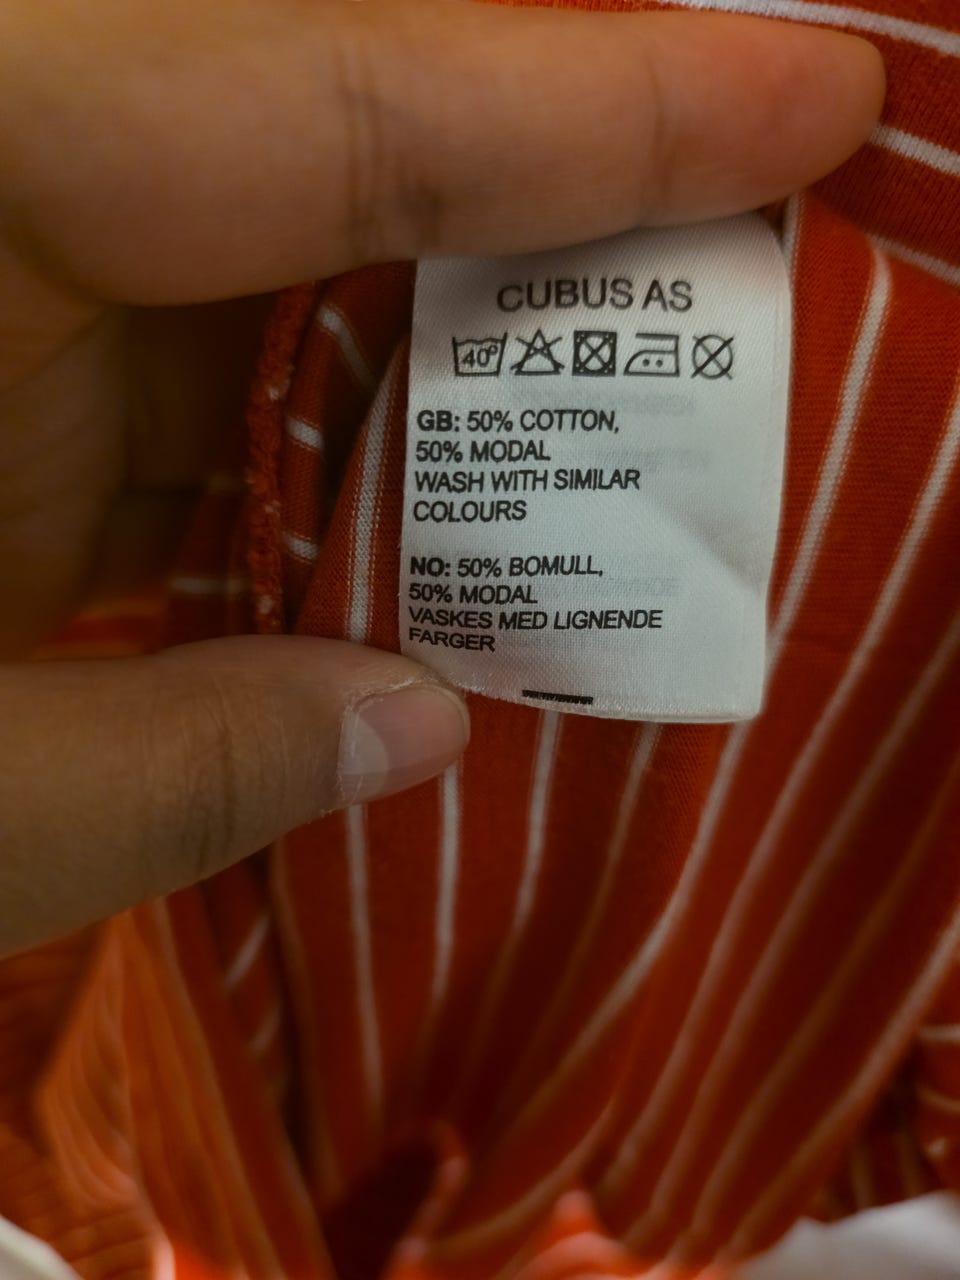 CUBUS AS
40°
GB: 50% COTTON,
50% MODAL
WASH WITH SIMILAR
COLOURS
NO: 50% BOMULL,
50% MODAL
VASKES MED LIGNENDE
FARGER